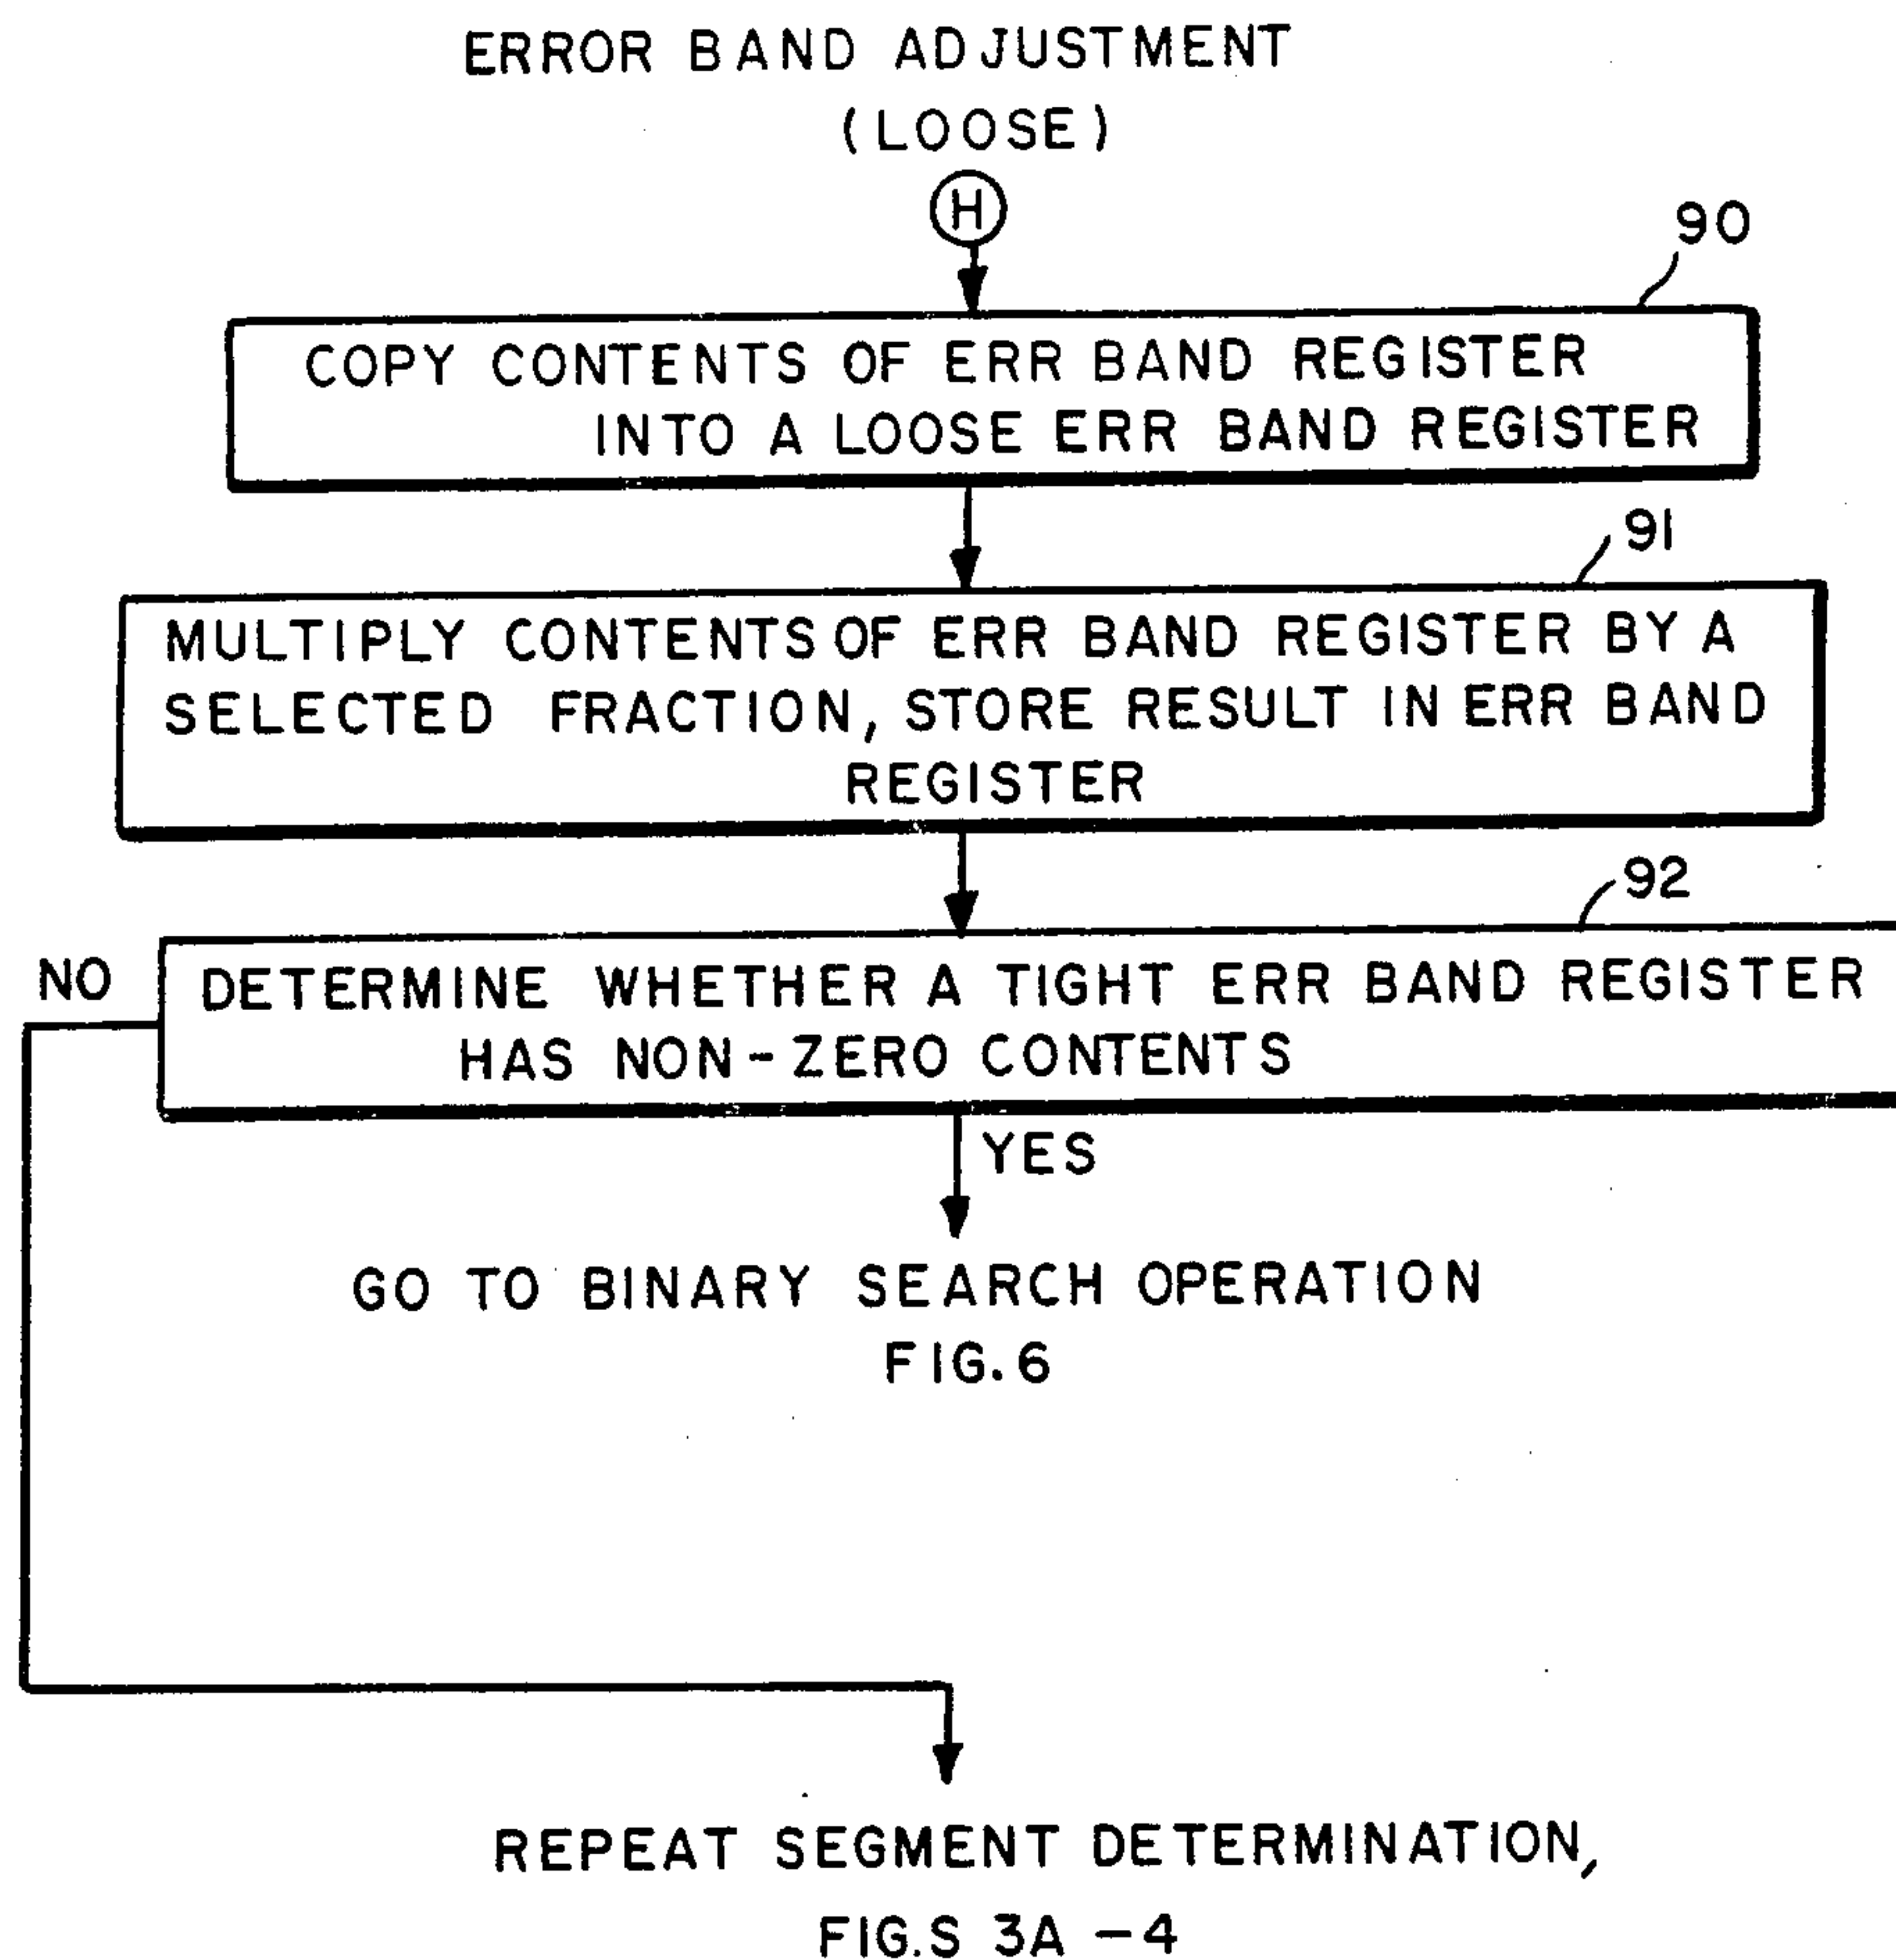 ERROR BAND ADJUSTMENT
(LOOSE)
H
90
COPY CONTENTS OF ERR BAND REGISTER
INTO A LOOSE ERR BAND REGISTER
91
MULTIPLY CONTENTS OF ERR BAND REGISTER BY A
SELECTED FRACTION, STORE RESULT IN ERR BAND
REGISTER
92
NO
DETERMINE WHETHER A TIGHT ERR BAND REGISTER
HAS NON-ZERO CONTENTS
YES
GO TO BINARY SEARCH OPERATION
FIG.6
REPEAT SEGMENT DETERMINATION,
FIG.S 3A -4